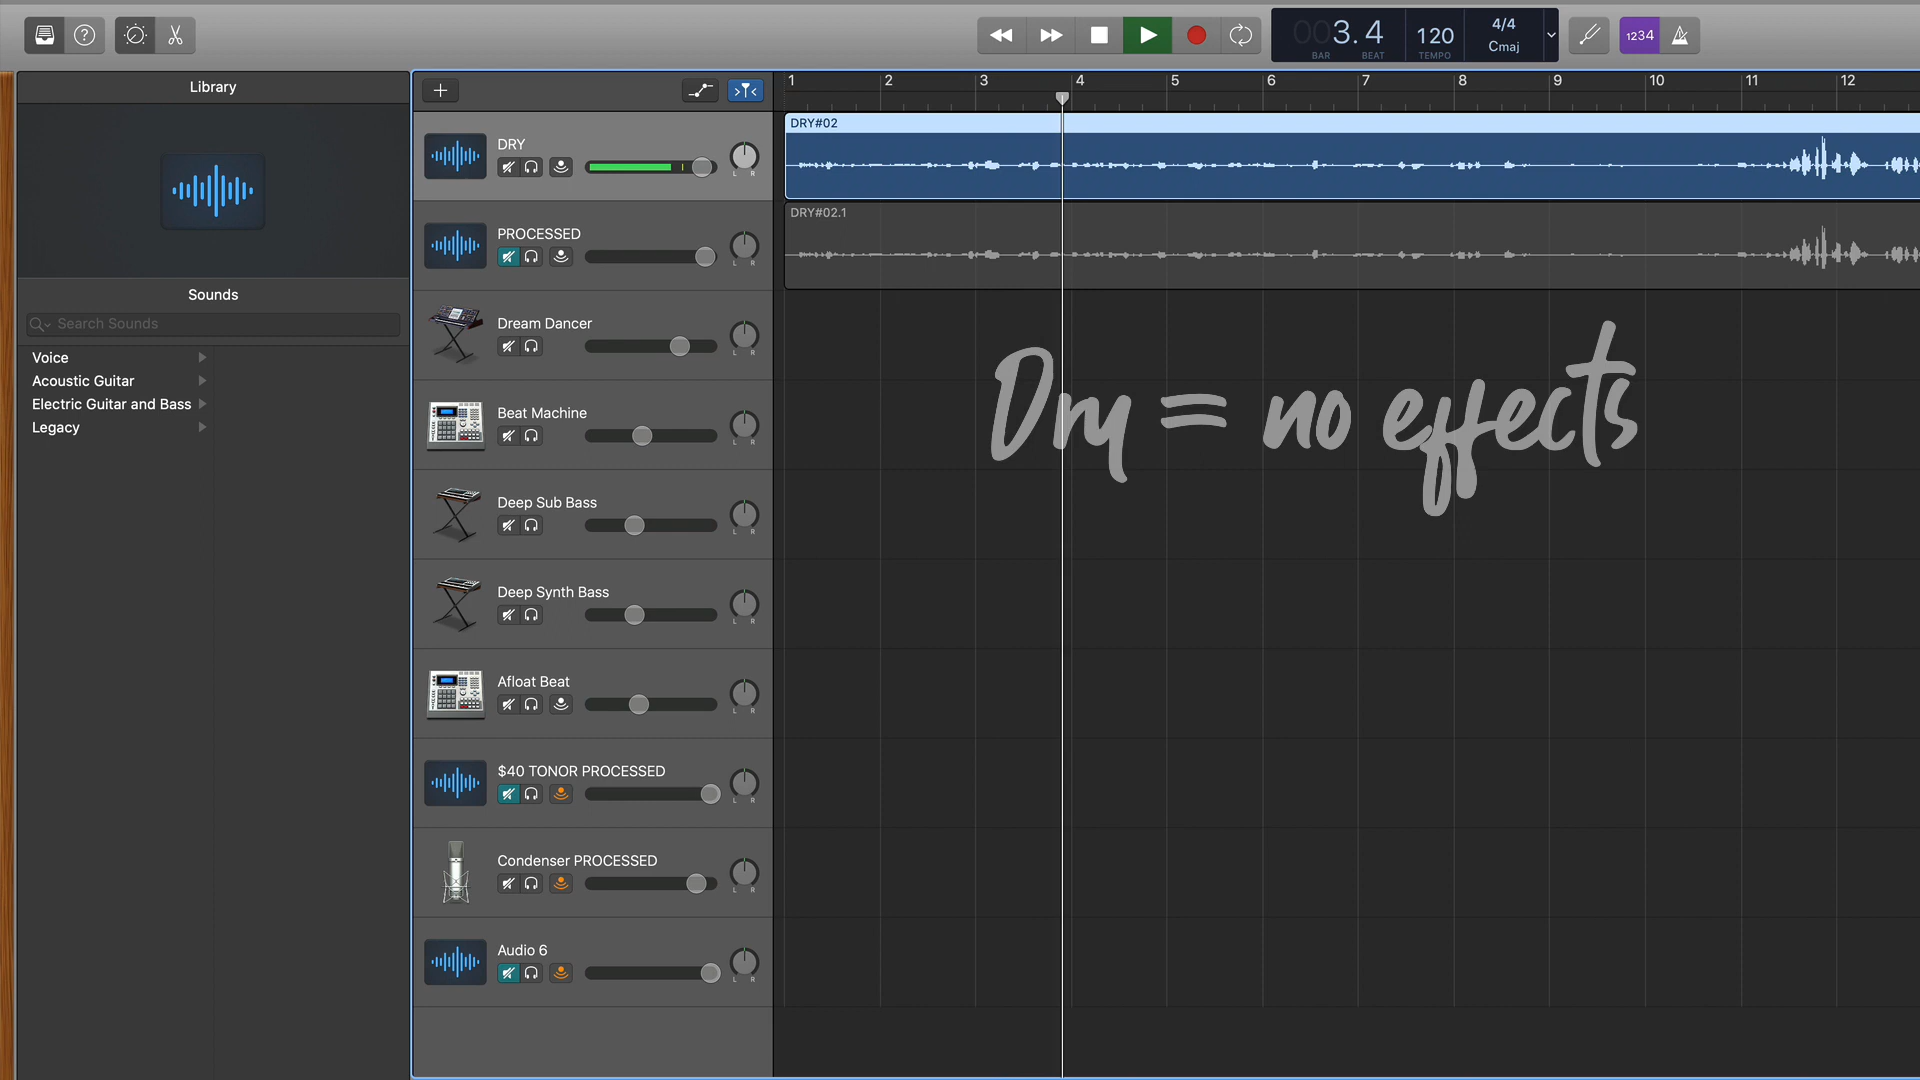 003.4
BAR
BEAT
120
TEMPO
4/4
Cmaj
1234
Library
Sounds
Search Sounds
Voice
Acoustic Guitar
Electric Guitar and Bass
Legacy
1 2 3 4 5 6 7 8 9 10 11 12
DRY
L R
DRY#02
PROCESSED
L R
DRY#02.1
Dream Dancer
L R
Beat Machine
L R
Deep Sub Bass
L R
Deep Synth Bass
L R
Afloat Beat
L R
$40 TONOR PROCESSED
L R
Condenser PROCESSED
L R
Audio 6
L R
Dry = no effects